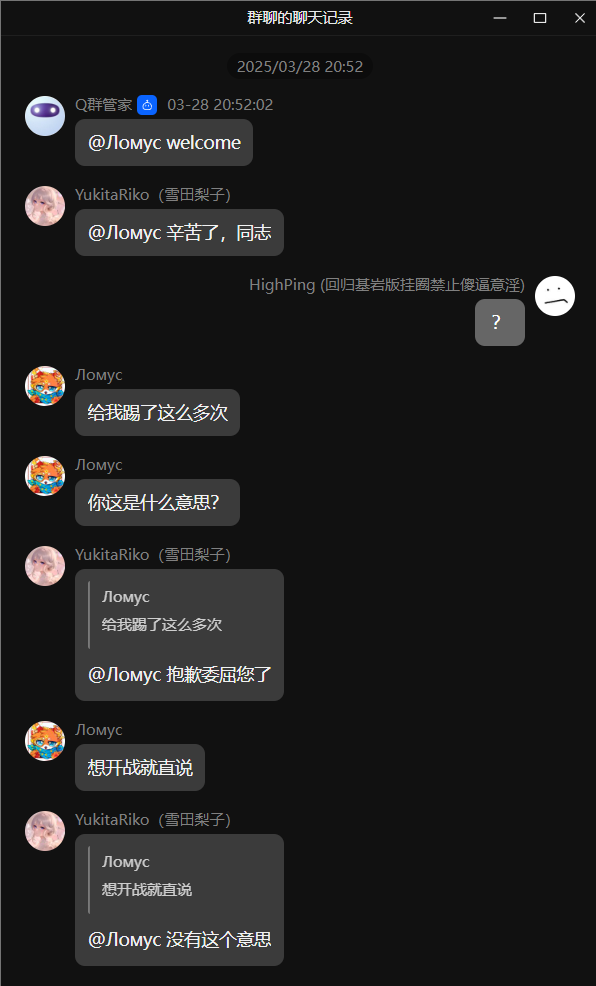 群聊的聊天记录
2025/03/28 20:52
Q群管家 03-28 20:52:02
@Ломус welcome
YukitaRiko（雪田梨子）
@Ломус 辛苦了，同志
HighPing (回归基岩版挂圈禁止傻逼意淫)
？
Ломус
给我踢了这么多次
Ломус
你这是什么意思？
YukitaRiko（雪田梨子）
Ломус
给我踢了这么多次
@Ломус 抱歉委屈您了
Ломус
想开战就直说
YukitaRiko（雪田梨子）
Ломус
想开战就直说
@Ломус 没有这个意思